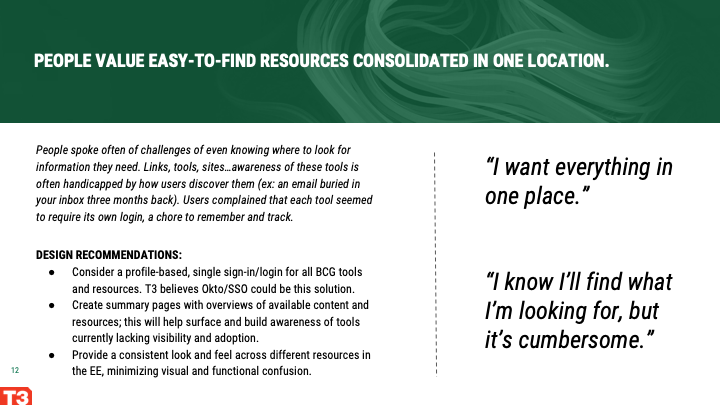 PEOPLE VALUE EASY-TO-FIND RESOURCES CONSOLIDATED IN ONE LOCATION.
People spoke often of challenges of even knowing where to look for
information they need. Links, tools, sites…awareness of these tools is
often handicapped by how users discover them (ex: an email buried in
your inbox three months back). Users complained that each tool seemed
to require its own login, a chore to remember and track.
DESIGN RECOMMENDATIONS:
● Consider a profile-based, single sign-in/login for all BCG tools
and resources. T3 believes Okto/SSO could be this solution.
● Create summary pages with overviews of available content and
resources; this will help surface and build awareness of tools
currently lacking visibility and adoption.
● Provide a consistent look and feel across different resources in
the EE, minimizing visual and functional confusion.
“I want everything in
one place.”
“I know I’ll find what
I’m looking for, but
it’s cumbersome.”
12
T3